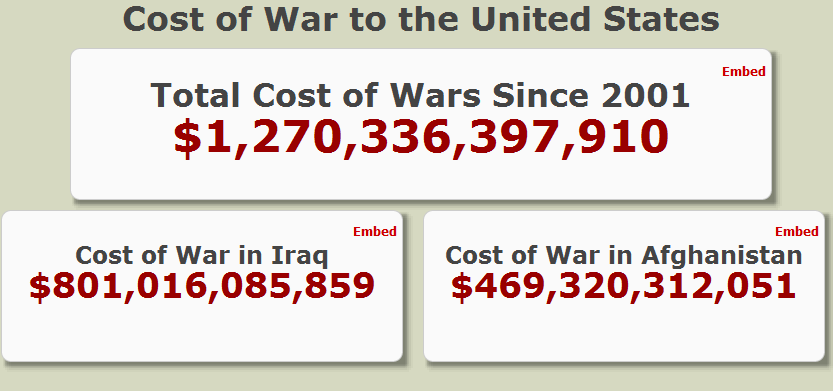 Cost of War to the United States
Embed
Total Cost of Wars Since 2001
$1,270,336,397,910
Embed
Cost of War in Iraq
$801,016,085,859
Embed
Cost of War in Afghanistan
$469,320,312,051